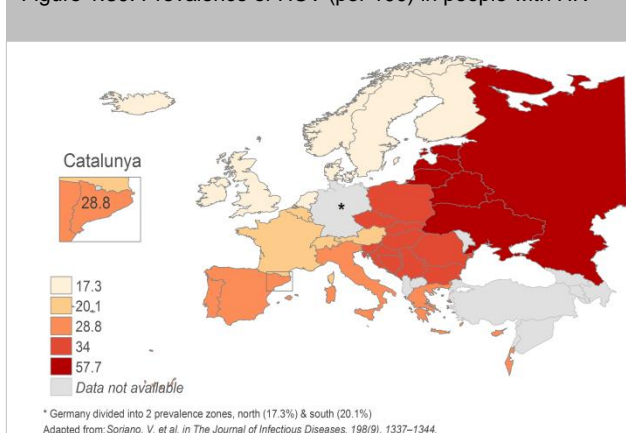 Catalunya
28.8
*
17.3
20.1
28.8
34
57.7
Data not available
* Germany divided into 2 prevalence zones, north (17.3%) & south (20.1%)
Adapted from: Soriano, V. et al. in The Journal of Infectious Diseases, 198(9), 1337–1344.